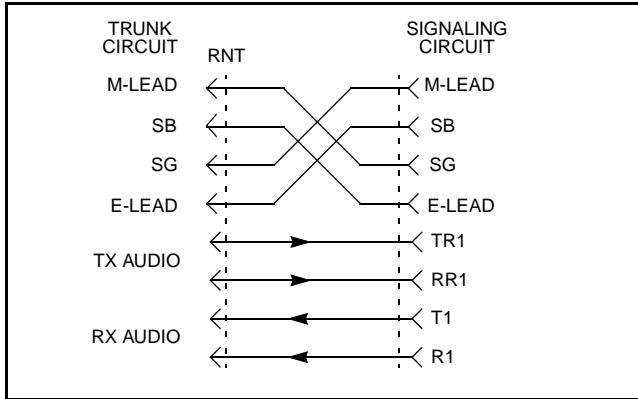 TRUNK
CIRCUIT
SIGNALING
CIRCUIT
RNT
M-LEAD
M-LEAD
SB
SB
SG
SG
E-LEAD
E-LEAD
TX AUDIO
TR1
RR1
RX AUDIO
T1
R1